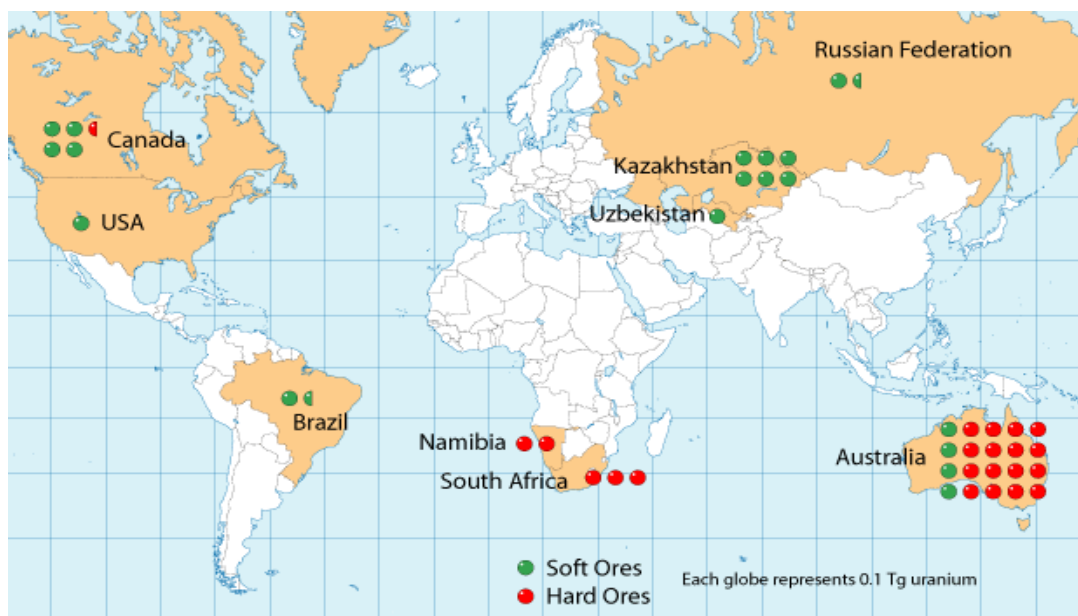 Russian Federation
Canada
Kazakhstan
Uzbekistan
USA
Brazil
Namibia
South Africa
Australia
Soft Ores
Hard Ores
Each globe represents 0.1 Tg uranium